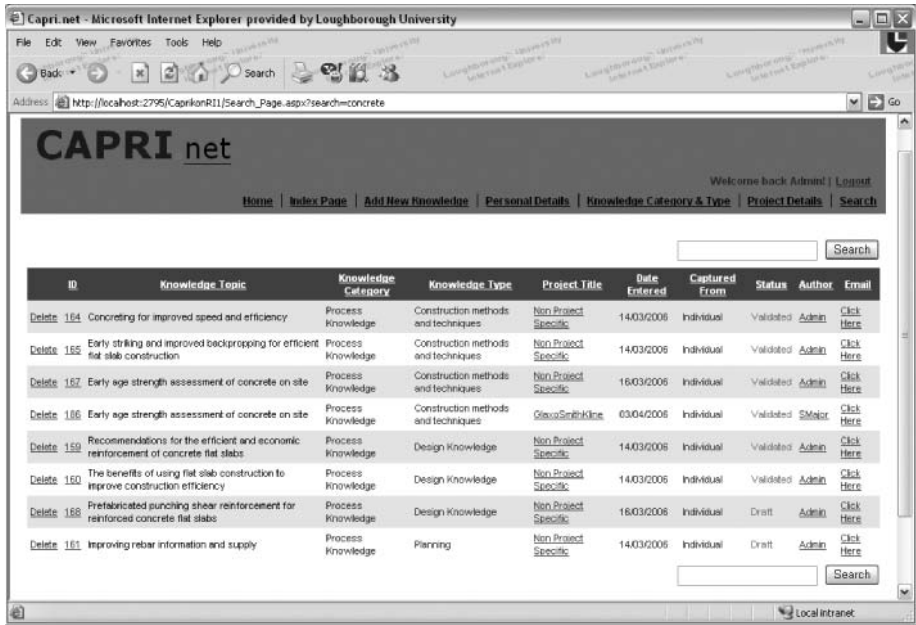 Capri.net - Microsoft Internet Explorer provided by Loughborough University
File Edit View Favorites Tools Help
Back Search
Address http://localhost:2795/CaprikonRI1/Search_Page.aspx?search=concrete Go
CAPRI net
Welcome back Admin! | Logout
Home | Index Page | Add New Knowledge | Personal Details | Knowledge Category & Type | Project Details | Search
Search
ID Knowledge Topic Knowledge Category Knowledge Type Project Title Date Entered Captured From Status Author Email
Delete 164 Concreting for improved speed and efficiency Process Knowledge Construction methods and techniques Non Project Specific 14/03/2006 Individual Validated Admin Click Here
Delete 165 Early striking and improved backpropping for efficient flat slab construction Process Knowledge Construction methods and techniques Non Project Specific 14/03/2006 Individual Validated Admin Click Here
Delete 167 Early age strength assessment of concrete on site Process Knowledge Construction methods and techniques Non Project Specific 16/03/2006 Individual Validated Admin Click Here
Delete 186 Early age strength assessment of concrete on site Process Knowledge Construction methods and techniques GlaxoSmithKline 03/04/2006 Individual Validated SMajor Click Here
Delete 159 Recommendations for the efficient and economic reinforcement of concrete flat slabs Process Knowledge Design Knowledge Non Project Specific 14/03/2006 Individual Validated Admin Click Here
Delete 160 The benefits of using flat slab construction to improve construction efficiency Process Knowledge Design Knowledge Non Project Specific 14/03/2006 Individual Validated Admin Click Here
Delete 168 Prefabricated punching shear reinforcement for reinforced concrete flat slabs Process Knowledge Design Knowledge Non Project Specific 16/03/2006 Individual Draft Admin Click Here
Delete 161 Improving rebar information and supply Process Knowledge Planning Non Project Specific 14/03/2006 Individual Draft Admin Click Here
Search
Local intranet